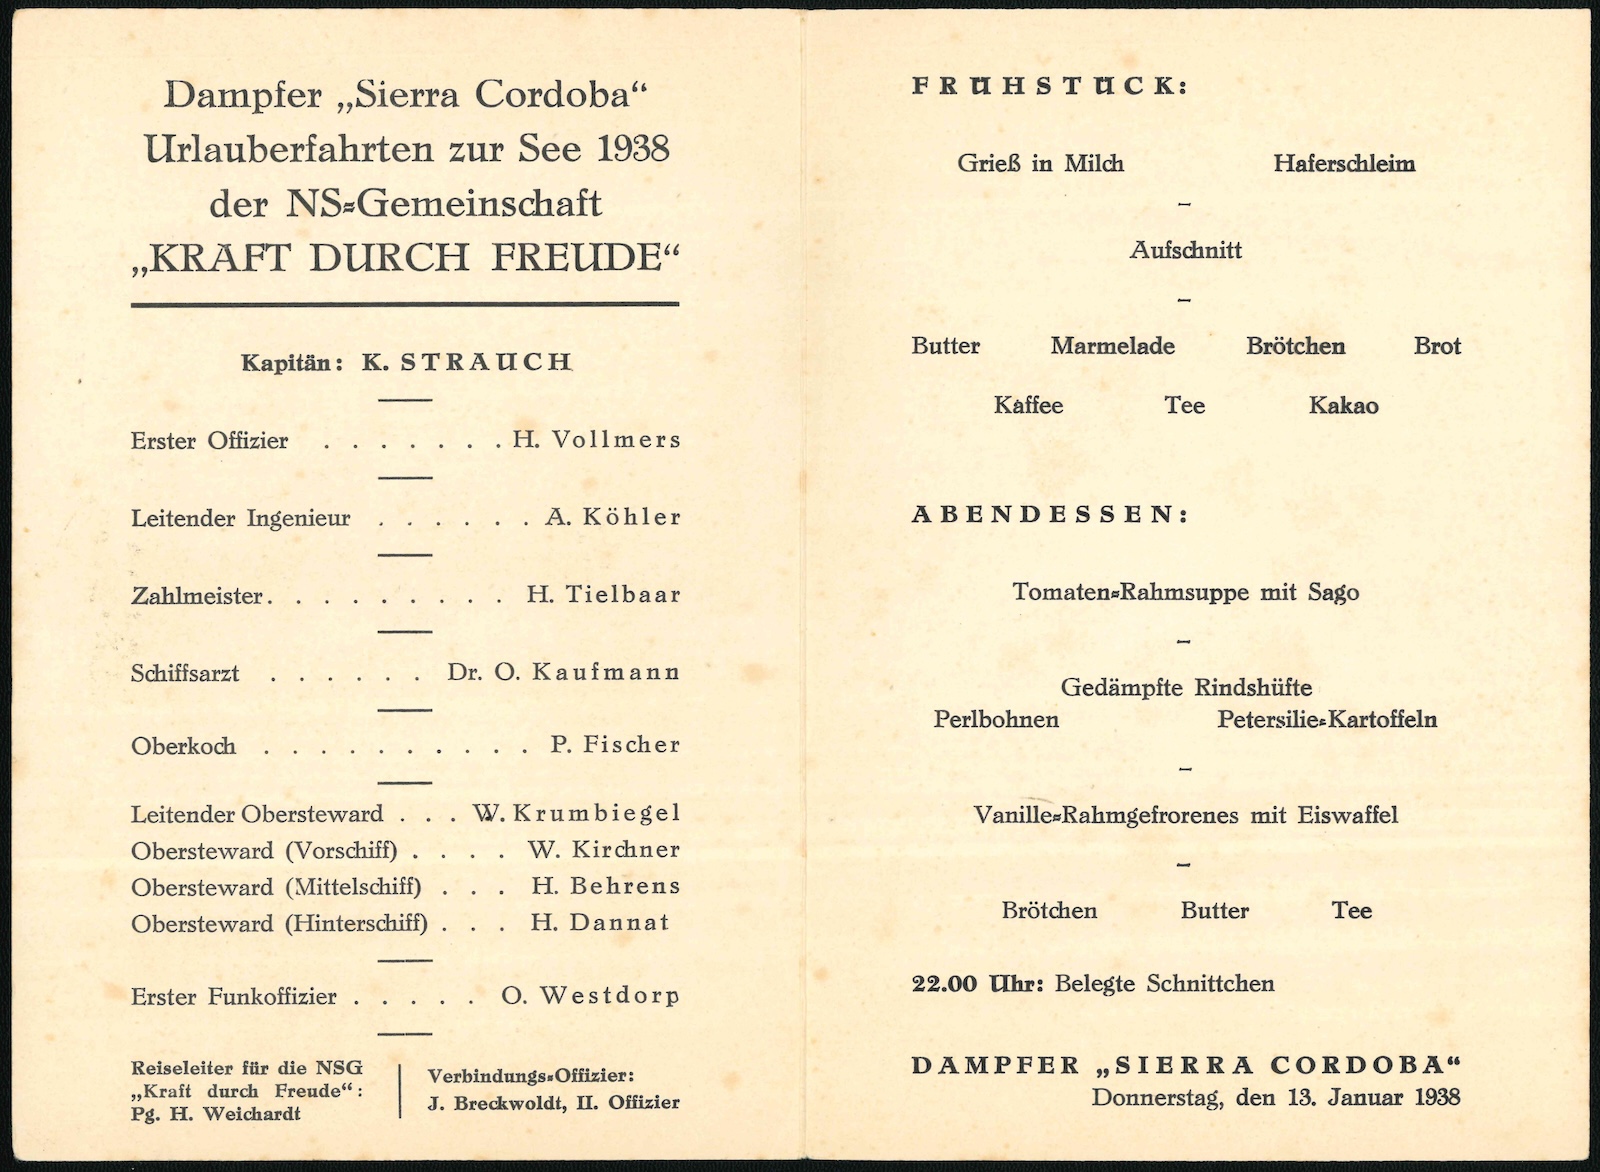 Dampfer „Sierra Cordoba“
Urlauberfahrten zur See 1938
der NS-Gemeinschaft
„KRAFT DURCH FREUDE“
Kapitän: K. STRAUCH
Erster Offizier . . . . . . . H. Vollmers
Leitender Ingenieur . . . . . . A. Köhler
Zahlmeister. . . . . . . . . H. Tielbaar
Schiffsarzt . . . . . . Dr. O. Kaufmann
Oberkoch . . . . . . . . . . P. Fischer
Leitender Obersteward . . . W. Krumbiegel
Obersteward (Vorschiff) . . . . W. Kirchner
Obersteward (Mittelschiff) . . . H. Behrens
Obersteward (Hinterschiff) . . . H. Dannat
Erster Funkoffizier . . . . . O. Westdorp
Reiseleiter für die NSG
„Kraft durch Freude“:
Pg. H. Weichardt
Verbindungs-Offizier:
J. Breckwoldt, II. Offizier
FRÜHSTÜCK:
Grieß in Milch Haferschleim
–
Aufschnitt
–
Butter Marmelade Brötchen Brot
Kaffee Tee Kakao
ABENDESSEN:
Tomaten-Rahmsuppe mit Sago
–
Gedämpfte Rindshüfte
Perlbohnen Petersilie-Kartoffeln
–
Vanille-Rahmgefrorenes mit Eiswaffel
–
Brötchen Butter Tee
22.00 Uhr: Belegte Schnittchen
DAMPFER „SIERRA CORDOBA“
Donnerstag, den 13. Januar 1938